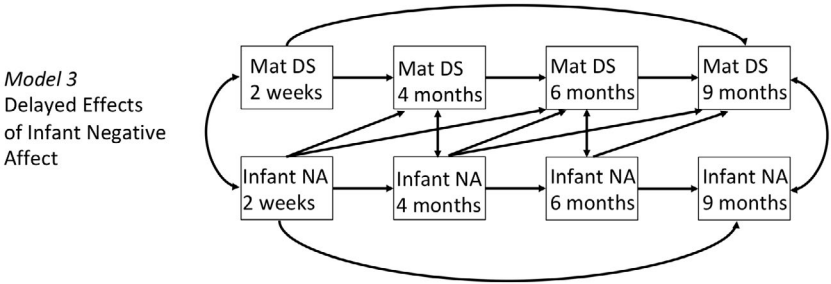 Model 3
Delayed Effects
of Infant Negative
Affect
Mat DS
2 weeks
Mat DS
4 months
Mat DS
6 months
Mat DS
9 months
Infant NA
2 weeks
Infant NA
4 months
Infant NA
6 months
Infant NA
9 months